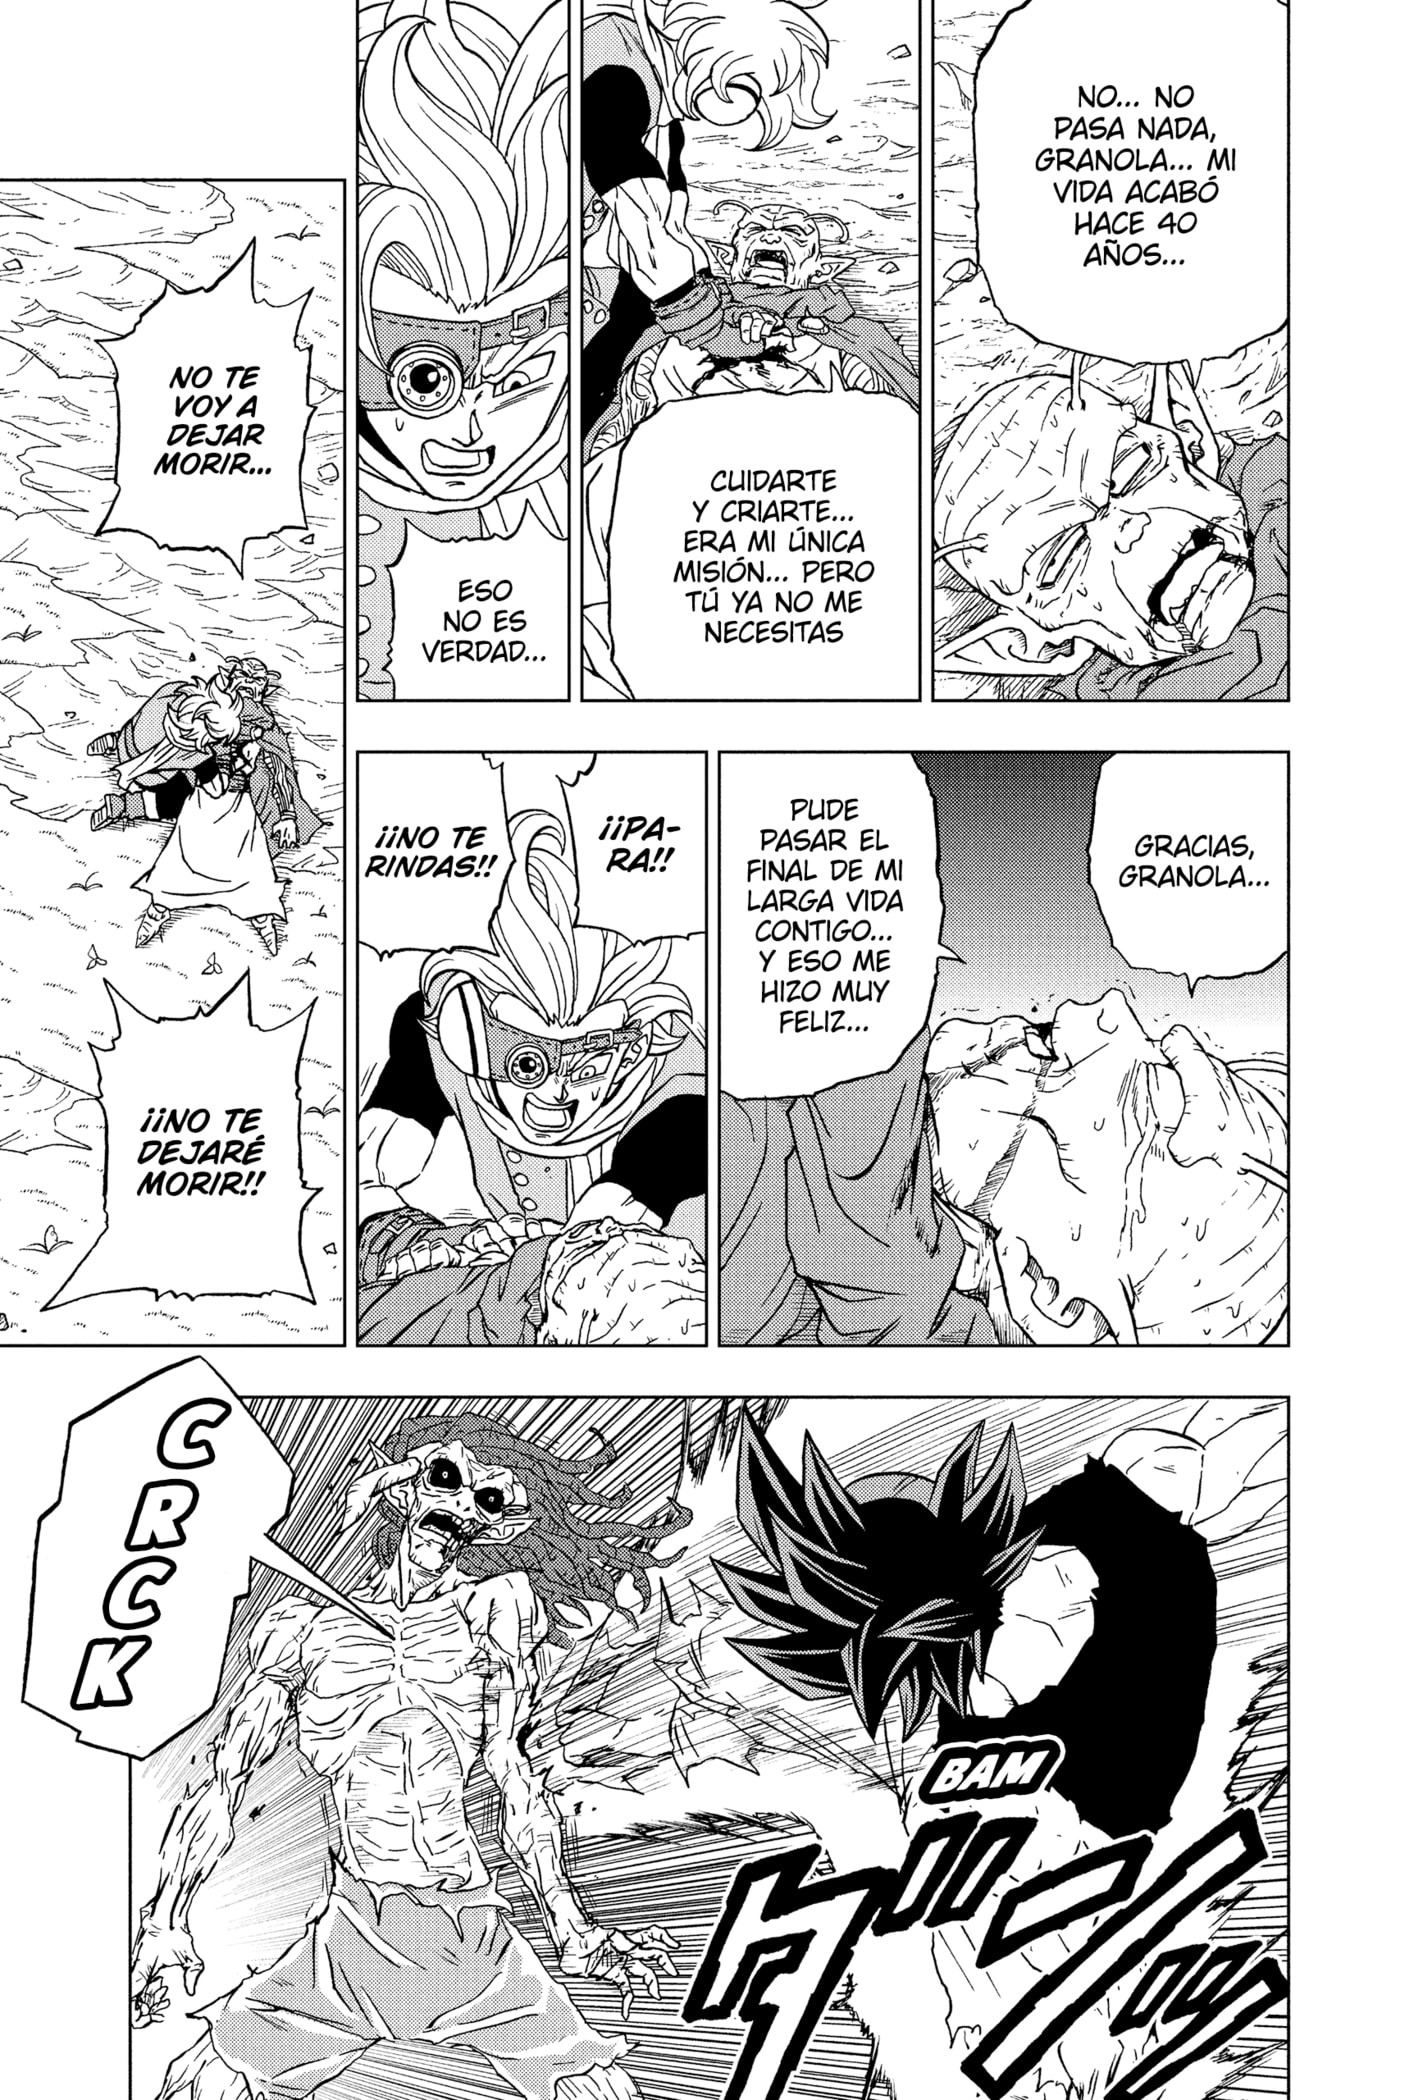 NO... NO
PASA NADA,
GRANOLA... MI
VIDA ACABÓ
HACE 40
AÑOS...
CUIDARTE
Y CRIARTE...
ERA MI ÚNICA
MISIÓN... PERO
TÚ YA NO ME
NECESITAS
ESO
NO ES
VERDAD...
NO TE
VOY A
DEJAR
MORIR...
¡¡NO TE
DEJARÉ
MORIR!!
GRACIAS,
GRANOLA...
PUDE
PASAR EL
FINAL DE MI
LARGA VIDA
CONTIGO...
Y ESO ME
HIZO MUY
FELIZ...
¡¡PA-
RA!!
¡¡NO TE
RINDAS!!
BAM
CRCK